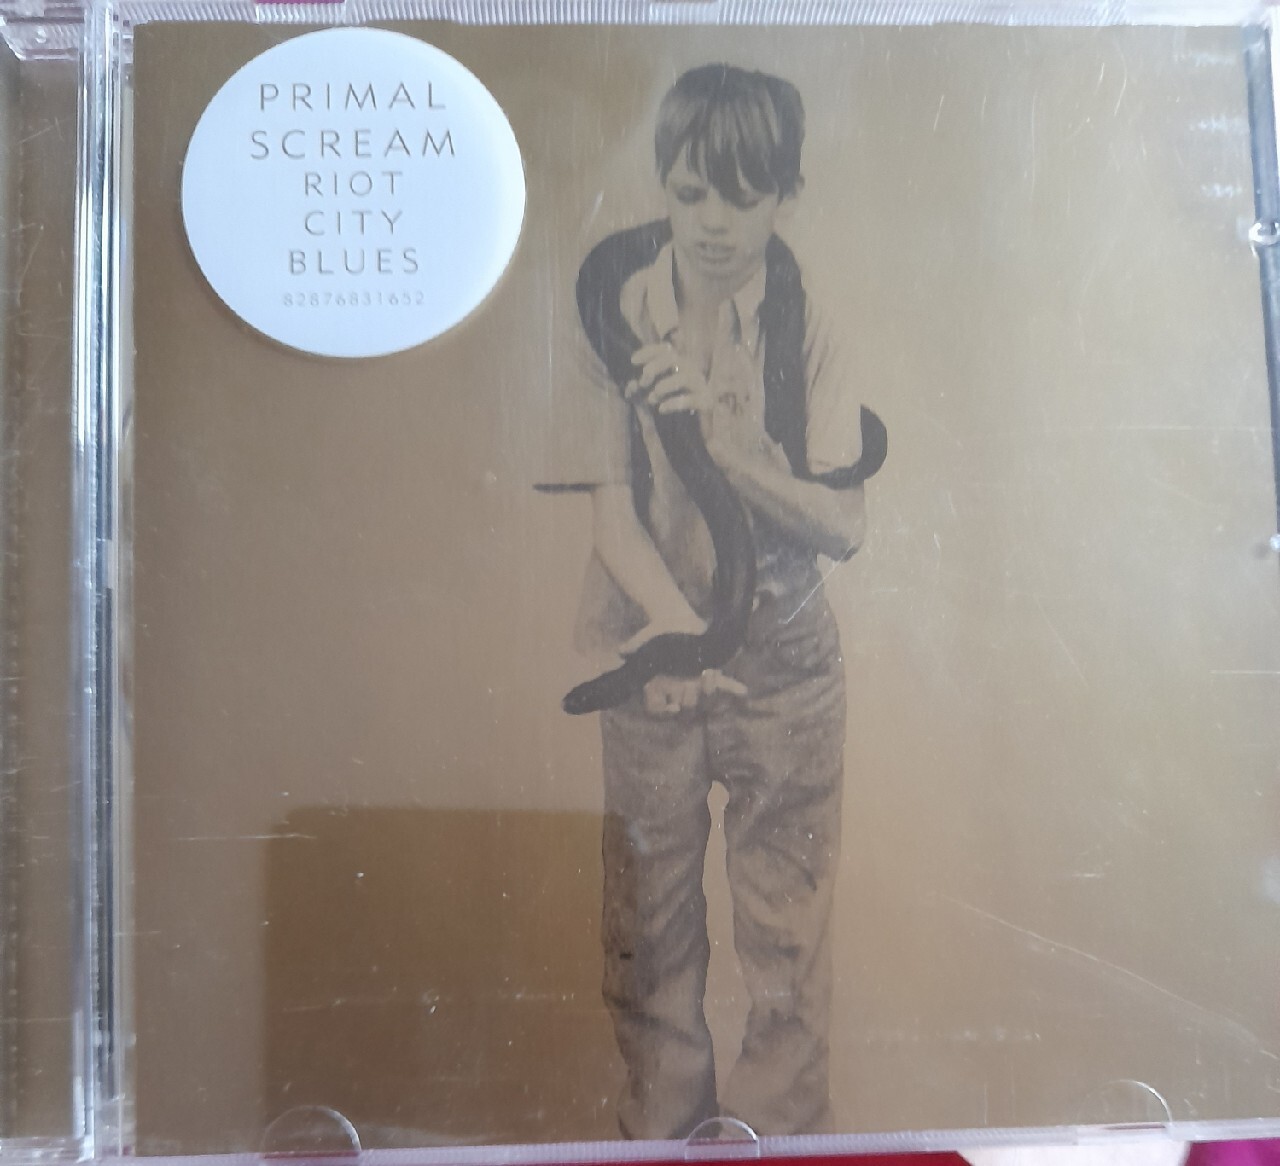 PRIMAL
SCREAM
RIOT
CITY
BLUES
82876831652